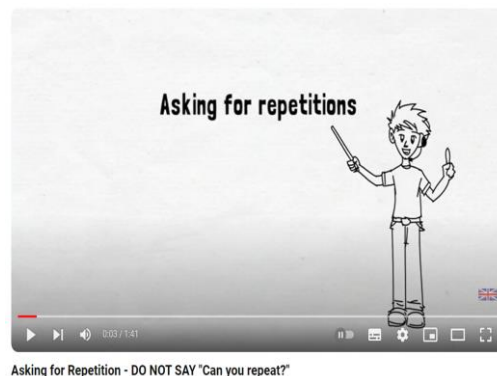 Asking for repetitions
0:03 / 1:41
Asking for Repetition - DO NOT SAY "Can you repeat?"